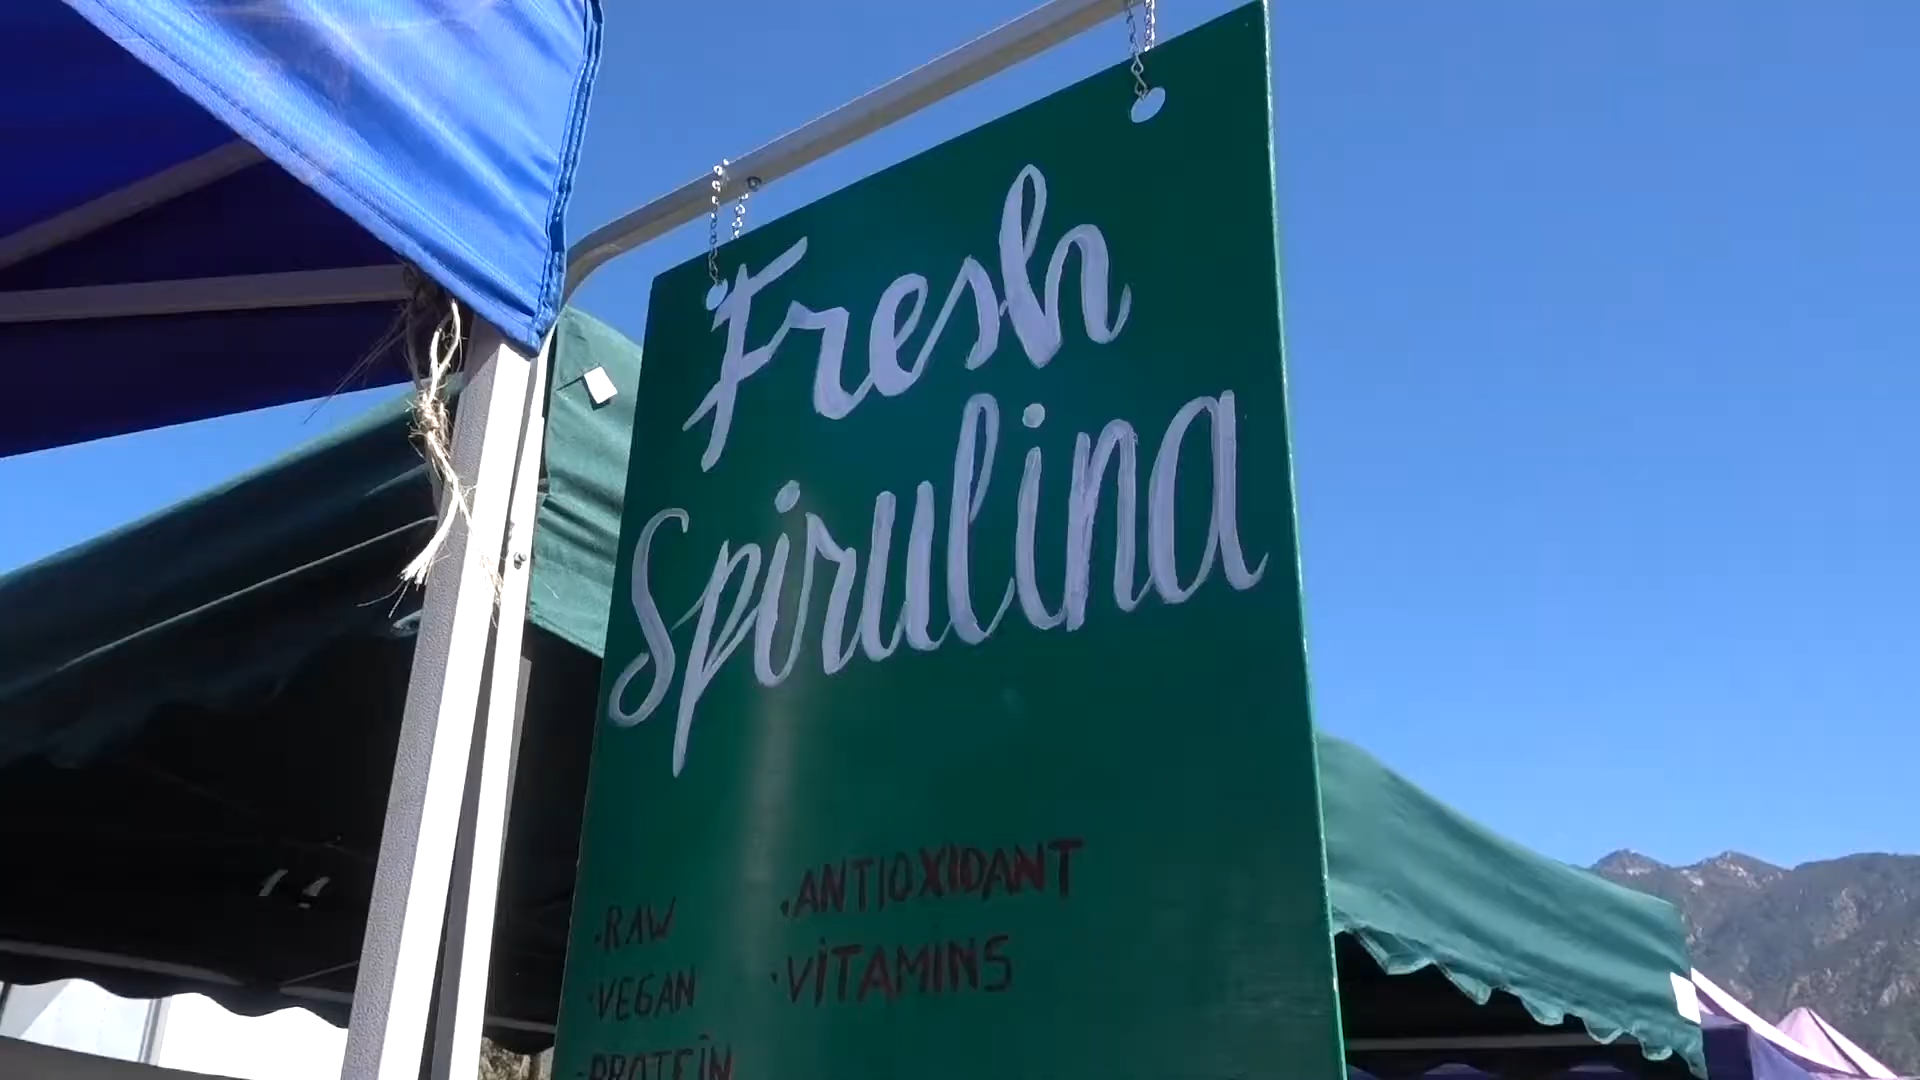 Fresh
Spirulina
·RAW
·VEGAN
·PROTEIN
·ANTIOXIDANT
·VITAMINS